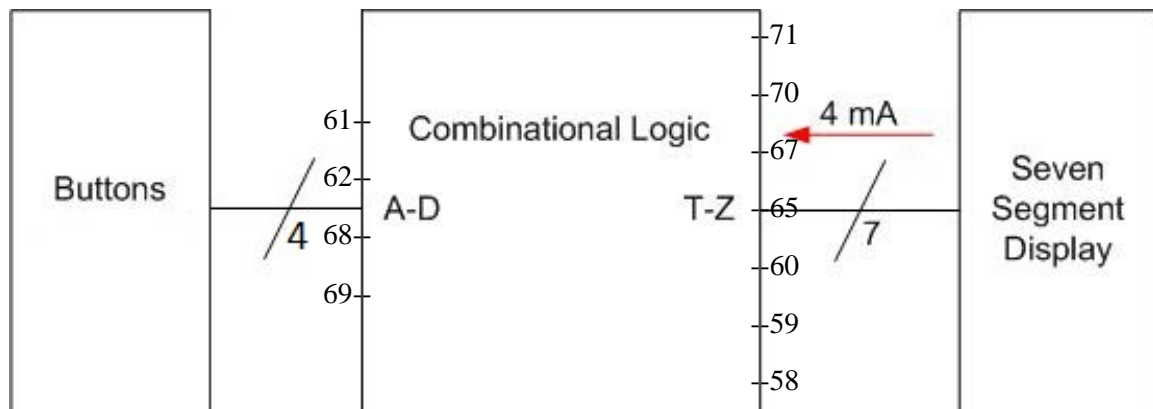 Buttons
4
61
62
68
69
A-D
Combinational Logic
T-Z
71
70
67
65
60
59
58
4 mA
7
Seven
Segment
Display